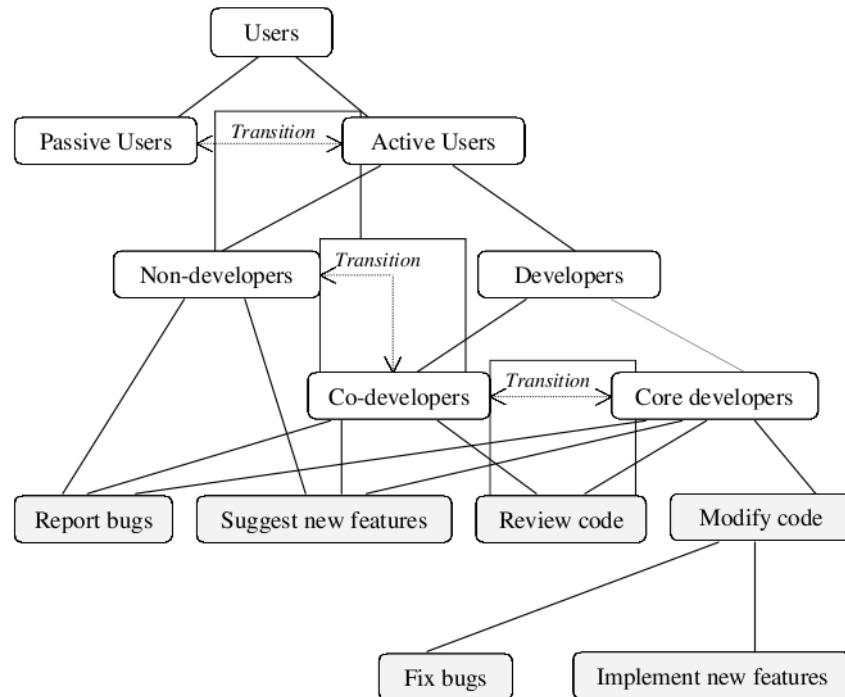 Users
Passive Users
Transition
Active Users
Non-developers
Transition
Developers
Co-developers
Transition
Core developers
Report bugs
Suggest new features
Review code
Modify code
Fix bugs
Implement new features